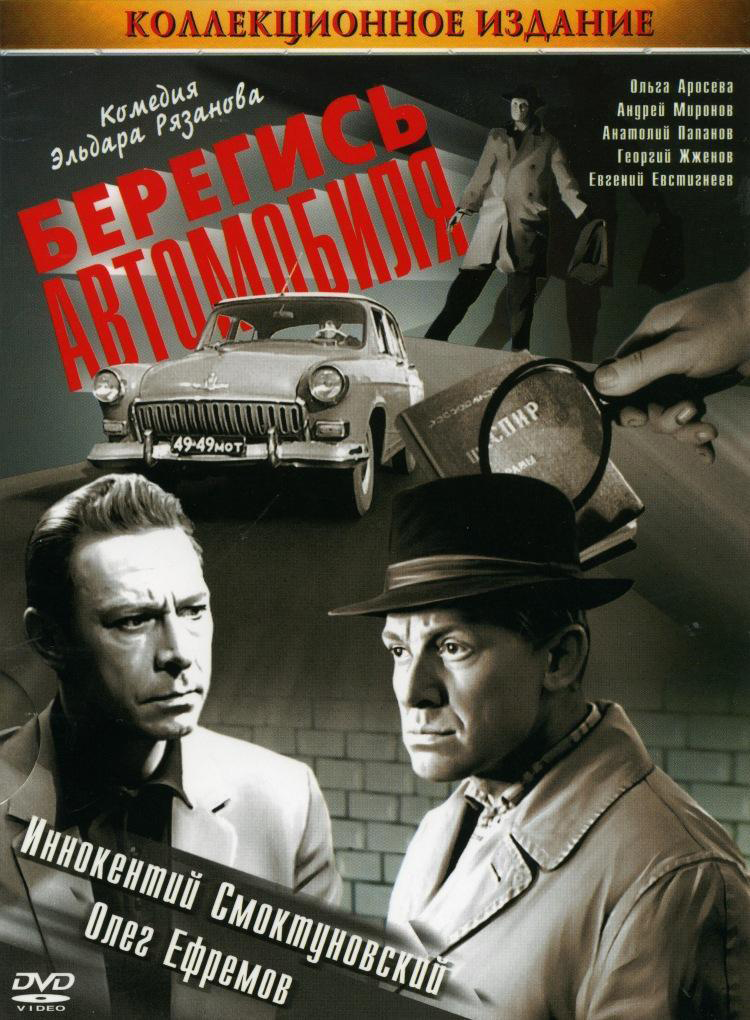 КОЛЛЕКЦИОННОЕ ИЗДАНИЕ
Комедия
Эльдара Рязанова
БЕРЕГИСЬ
АВТОМОБИЛЯ
Ольга Аросева
Андрей Миронов
Анатолий Папанов
Георгий Жженов
Евгений Евстигнеев
49-49МОТ
Иннокентий Смоктуновский
Олег Ефремов
DVD
VIDEO